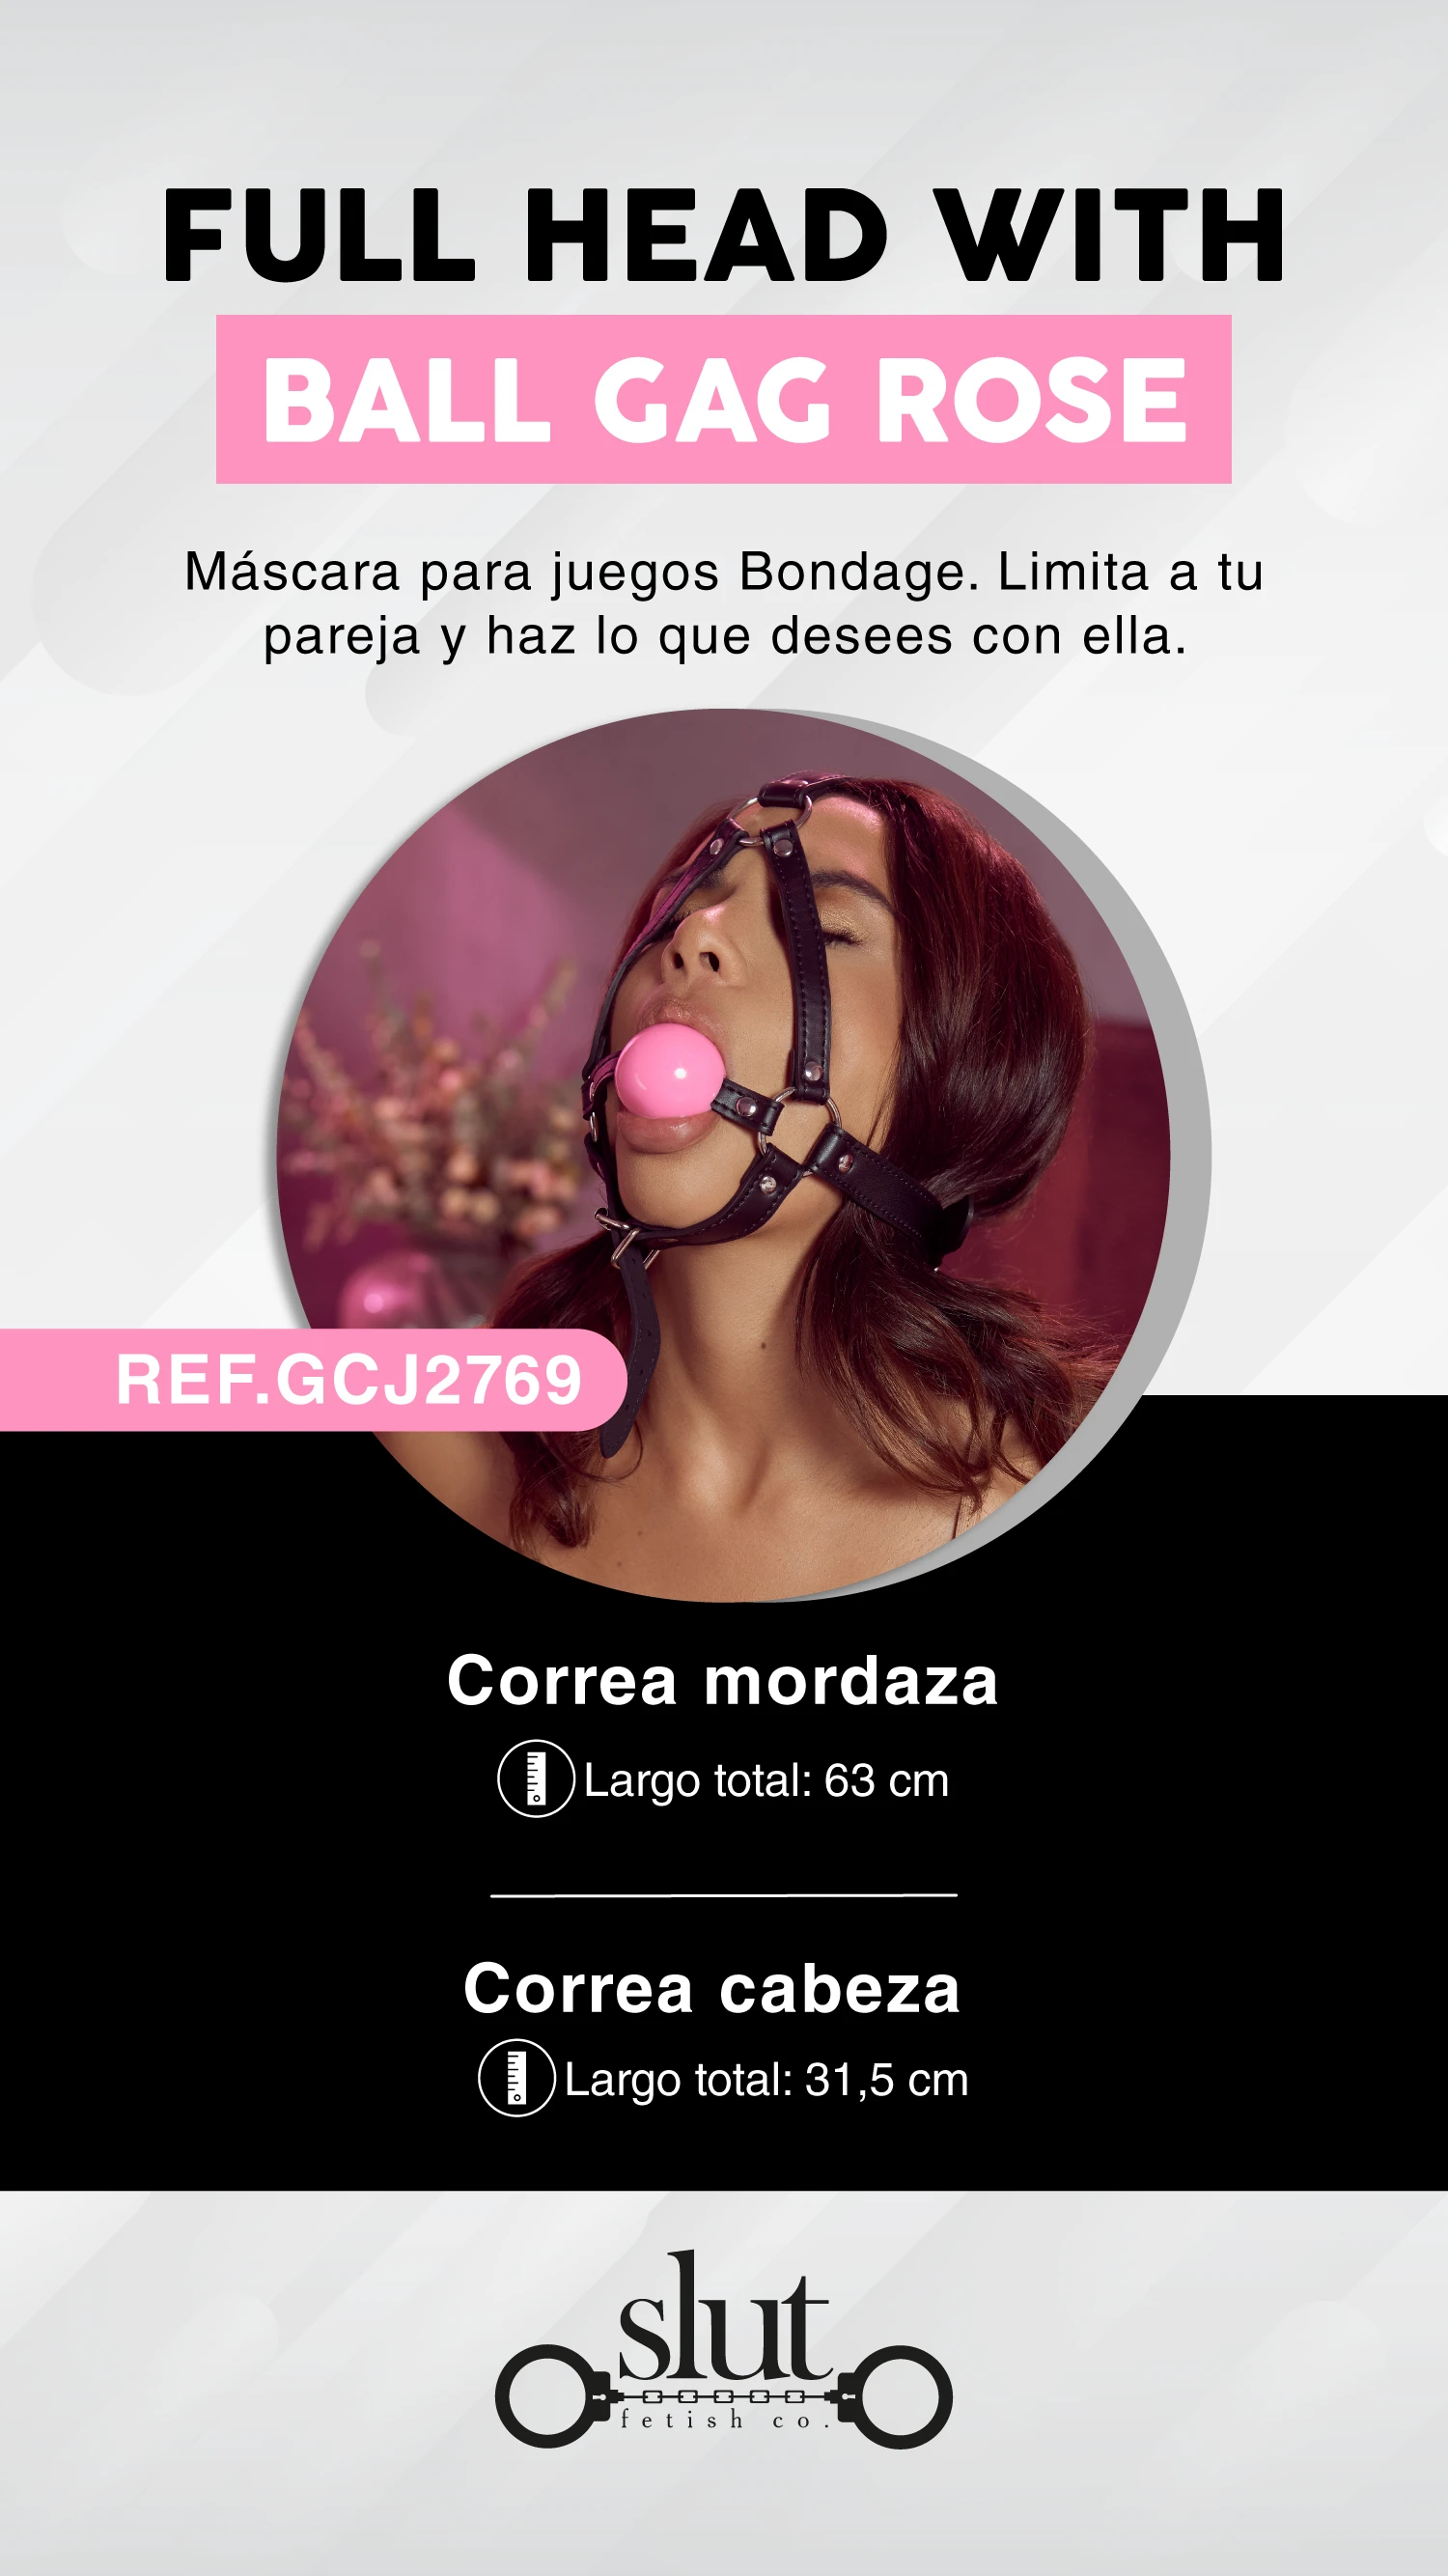 FULL HEAD WITH
BALL GAG ROSE
Máscara para juegos Bondage. Limita a tu
pareja y haz lo que desees con ella.
REF.GCJ2769
Correa mordaza
Largo total: 63 cm
Correa cabeza
Largo total: 31,5 cm
slut
fetish co.